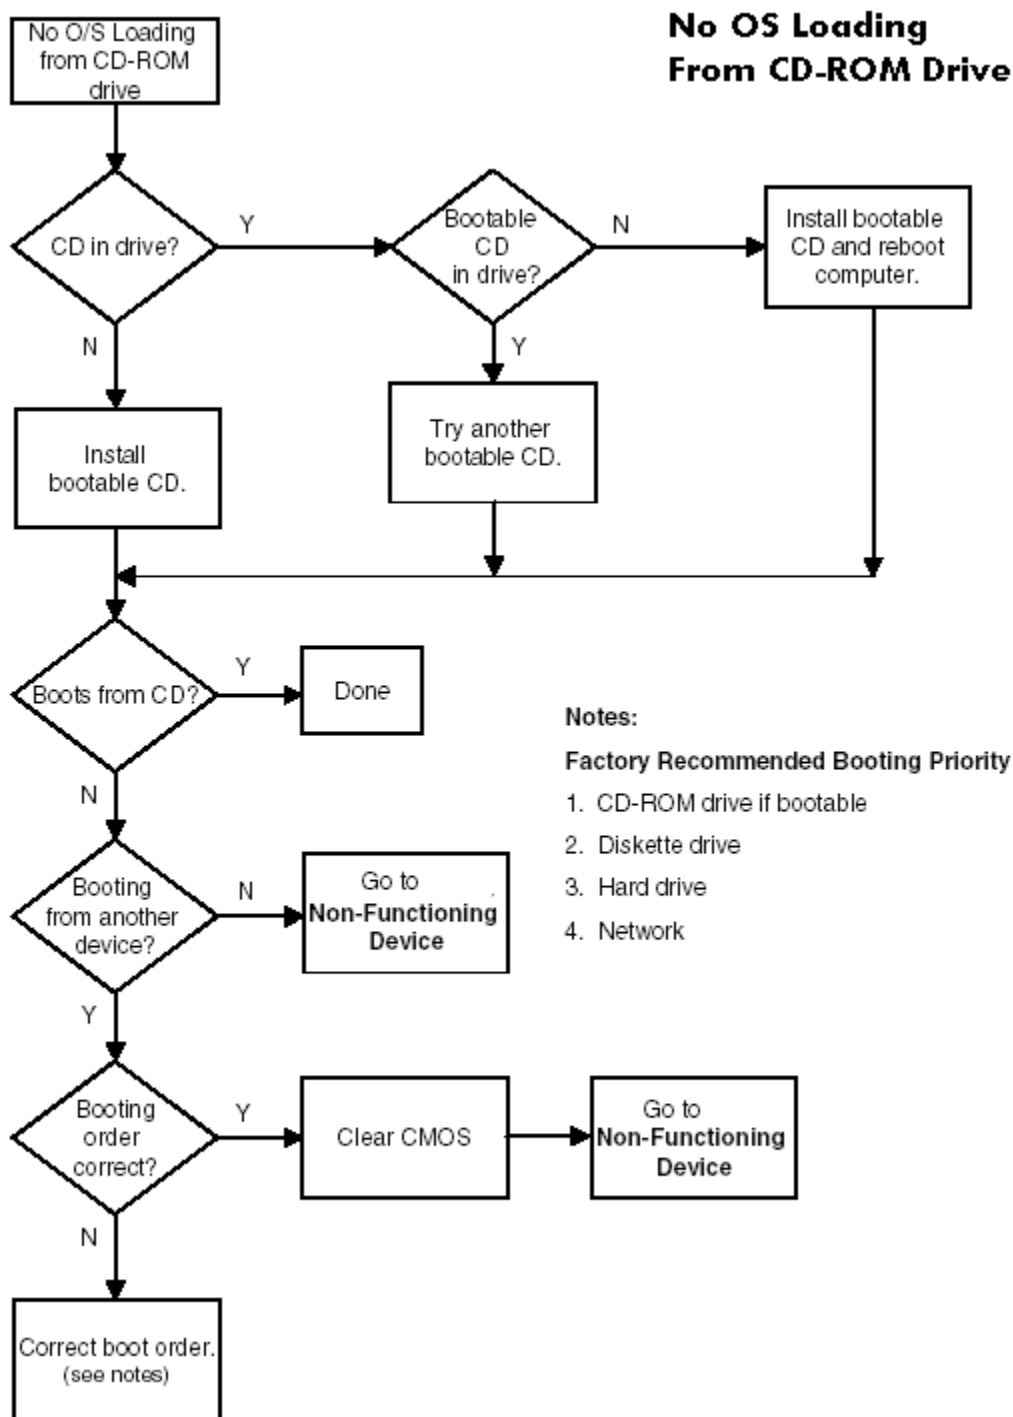 No OS Loading
From CD-ROM Drive
No O/S Loading
from CD-ROM
drive
CD in drive?
Y
Bootable
CD
in drive?
N
Install bootable
CD and reboot
computer.
N
Y
Install
bootable CD.
Try another
bootable CD.
Boots from CD?
Y
Done
N
Notes:
Factory Recommended Booting Priority
1. CD-ROM drive if bootable
2. Diskette drive
3. Hard drive
4. Network
Booting
from another
device?
N
Go to
Non-Functioning
Device
Y
Booting
order
correct?
Y
Clear CMOS
Go to
Non-Functioning
Device
N
Correct boot order.
(see notes)